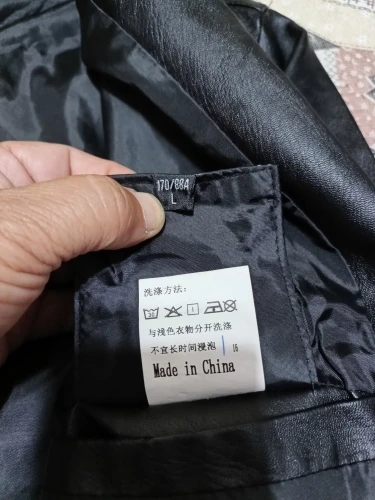 170/88A
L
洗涤方法:
与浅色衣物分开洗涤
不宜长时间浸泡 16
Made in China